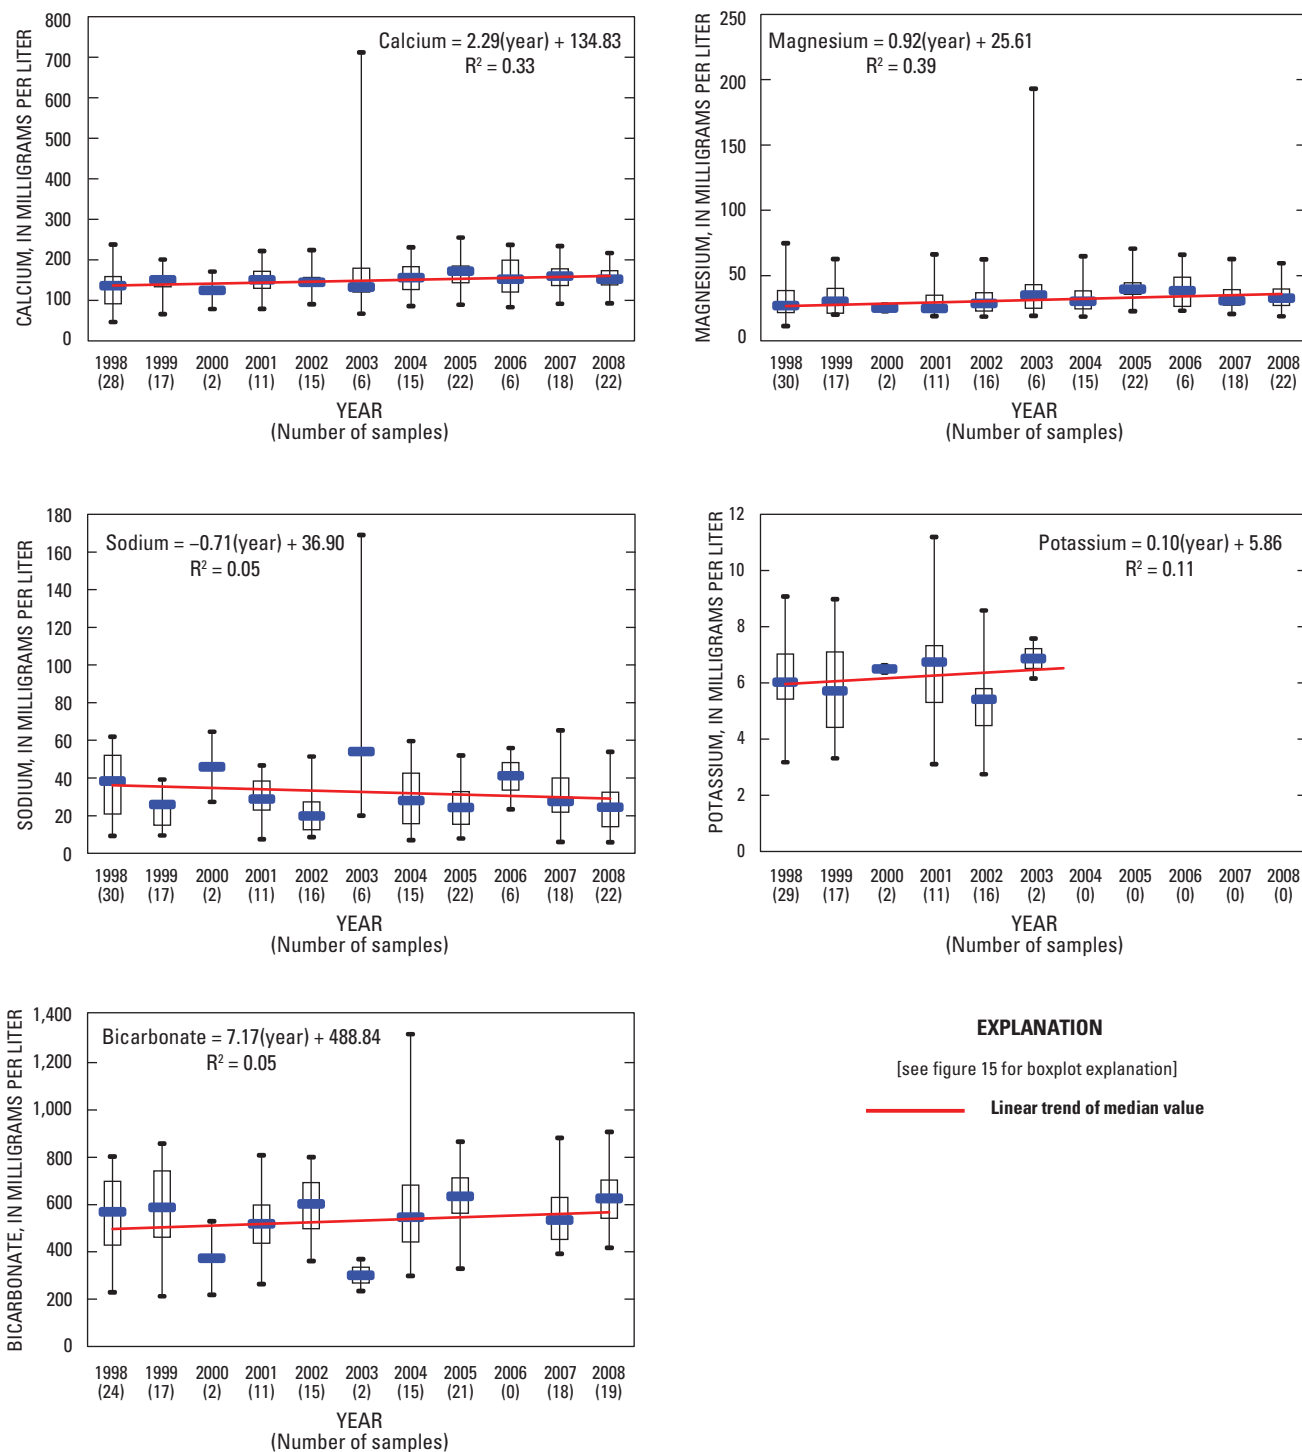 CALCIUM, IN MILLIGRAMS PER LITER
800
700
600
500
400
300
200
100
0
Calcium = 2.29(year) + 134.83
R² = 0.33
1998 1999 2000 2001 2002 2003 2004 2005 2006 2007 2008
(28) (17) (2) (11) (15) (6) (15) (22) (6) (18) (22)
YEAR
(Number of samples)
MAGNESIUM, IN MILLIGRAMS PER LITER
250
200
150
100
50
0
Magnesium = 0.92(year) + 25.61
R² = 0.39
1998 1999 2000 2001 2002 2003 2004 2005 2006 2007 2008
(30) (17) (2) (11) (16) (6) (15) (22) (6) (18) (22)
YEAR
(Number of samples)
SODIUM, IN MILLIGRAMS PER LITER
180
160
140
120
100
80
60
40
20
0
Sodium = –0.71(year) + 36.90
R² = 0.05
1998 1999 2000 2001 2002 2003 2004 2005 2006 2007 2008
(30) (17) (2) (11) (16) (6) (15) (22) (6) (18) (22)
YEAR
(Number of samples)
POTASSIUM, IN MILLIGRAMS PER LITER
12
10
8
6
4
2
0
Potassium = 0.10(year) + 5.86
R² = 0.11
1998 1999 2000 2001 2002 2003 2004 2005 2006 2007 2008
(29) (17) (2) (11) (16) (2) (0) (0) (0) (0) (0)
YEAR
(Number of samples)
BICARBONATE, IN MILLIGRAMS PER LITER
1,400
1,200
1,000
800
600
400
200
0
Bicarbonate = 7.17(year) + 488.84
R² = 0.05
1998 1999 2000 2001 2002 2003 2004 2005 2006 2007 2008
(24) (17) (2) (11) (15) (2) (15) (21) (0) (18) (19)
YEAR
(Number of samples)
EXPLANATION
[see figure 15 for boxplot explanation]
Linear trend of median value